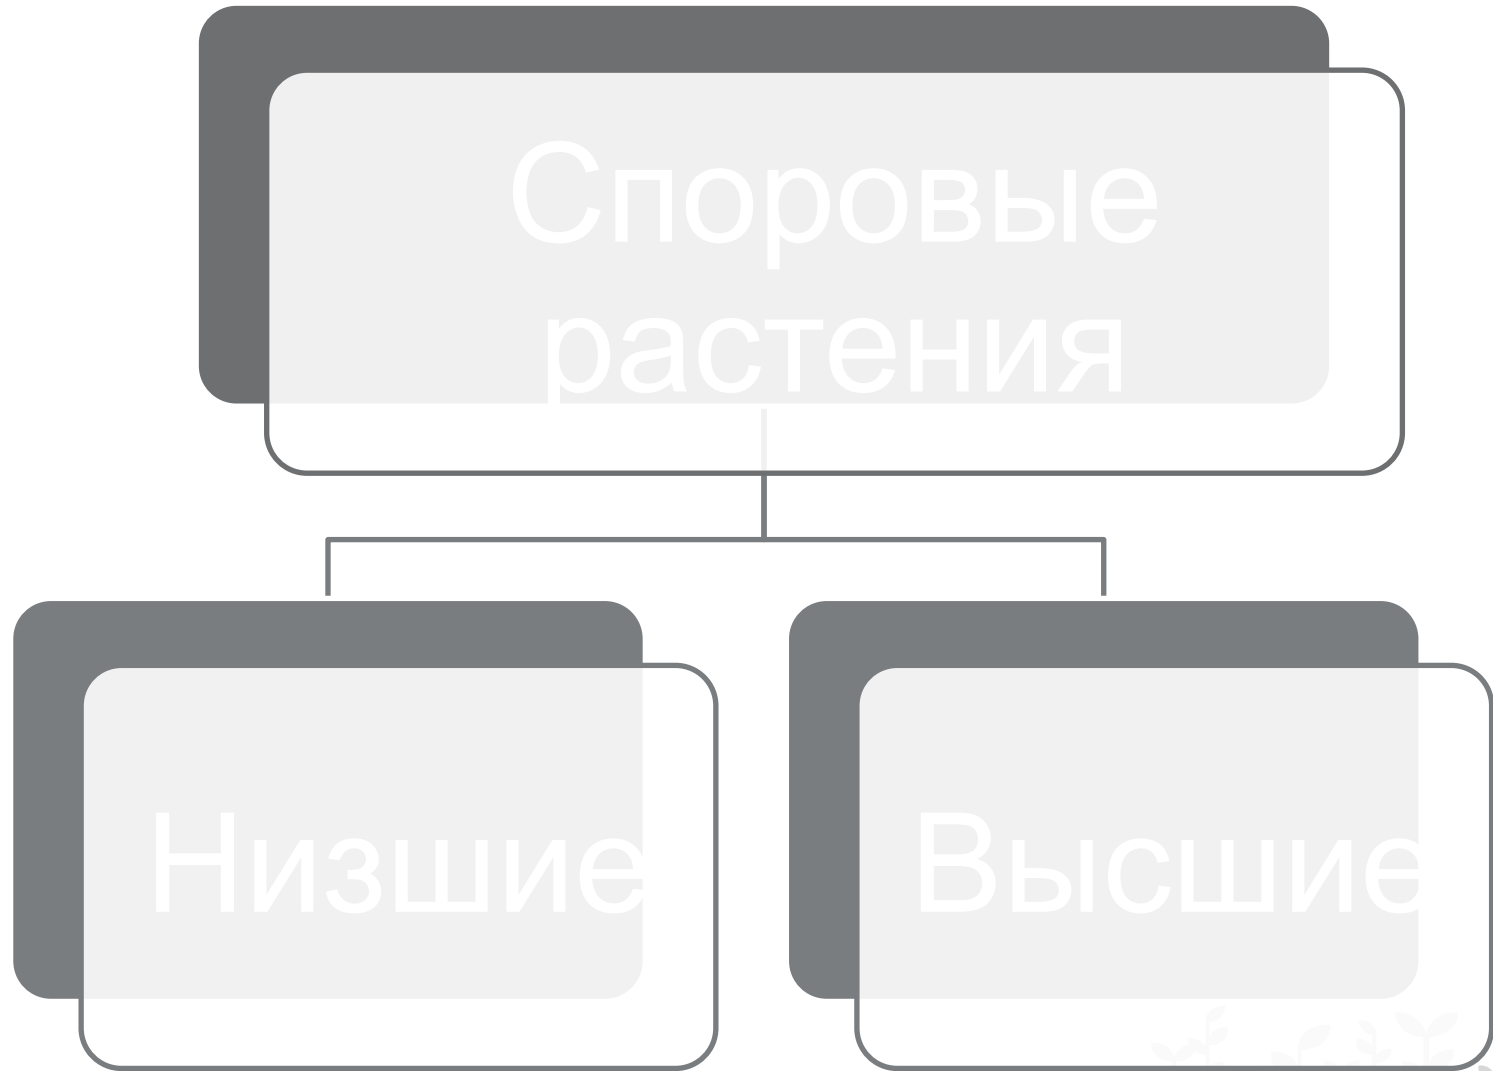 Споровые
растения
Низшие
Высшие